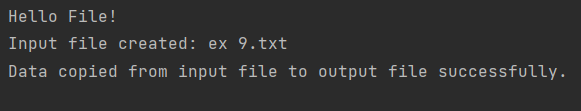 Hello File!
Input file created: ex 9.txt
Data copied from input file to output file successfully.